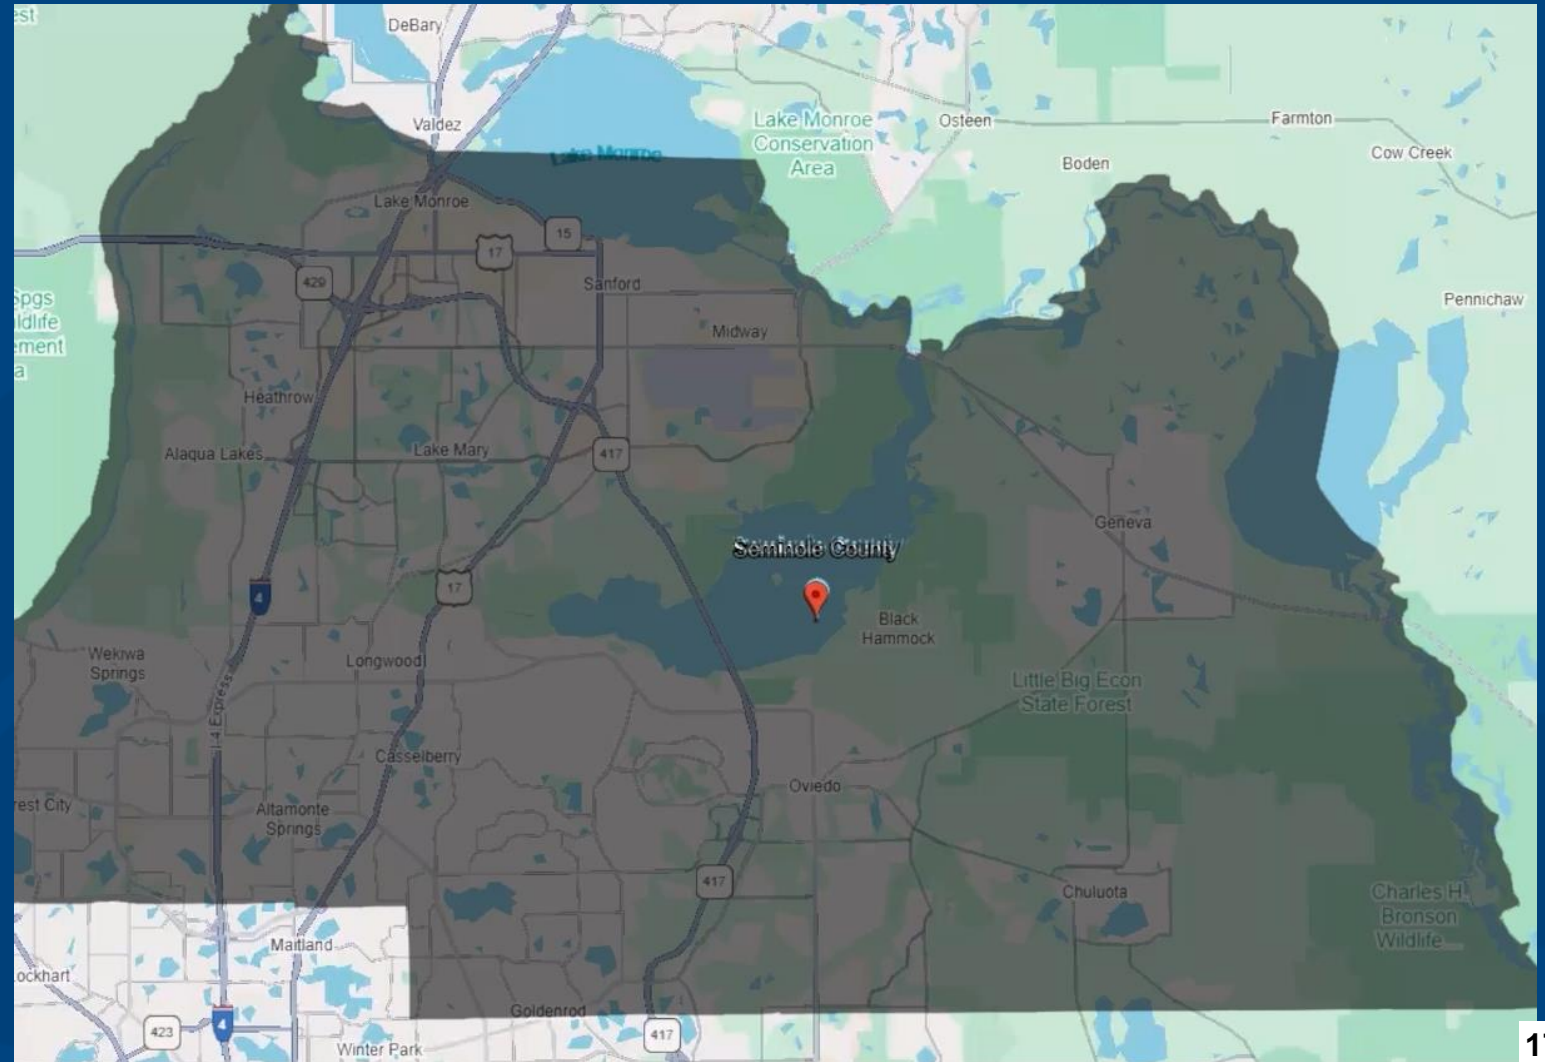 est
DeBary
Valdez
Lake Monroe
Lake Monroe
Conservation
Area
Osteen
Farmton
Boden
Cow Creek
Lake Monroe
15
17
429
Sanford
Spgs
ildlife
ement
a
Midway
Pennichaw
Heathrow
Alaqua Lakes
Lake Mary
417
Geneva
Seminole County
4
17
Black
Hammock
Wekiwa
Springs
Longwood
Little Big Econ
State Forest
I-4 Express
Casselberry
Oviedo
rest City
Altamonte
Springs
417
Chuluota
Charles H
Bronson
Wildlife...
Maitland
ockhart
Goldenrod
423
4
417
Winter Park